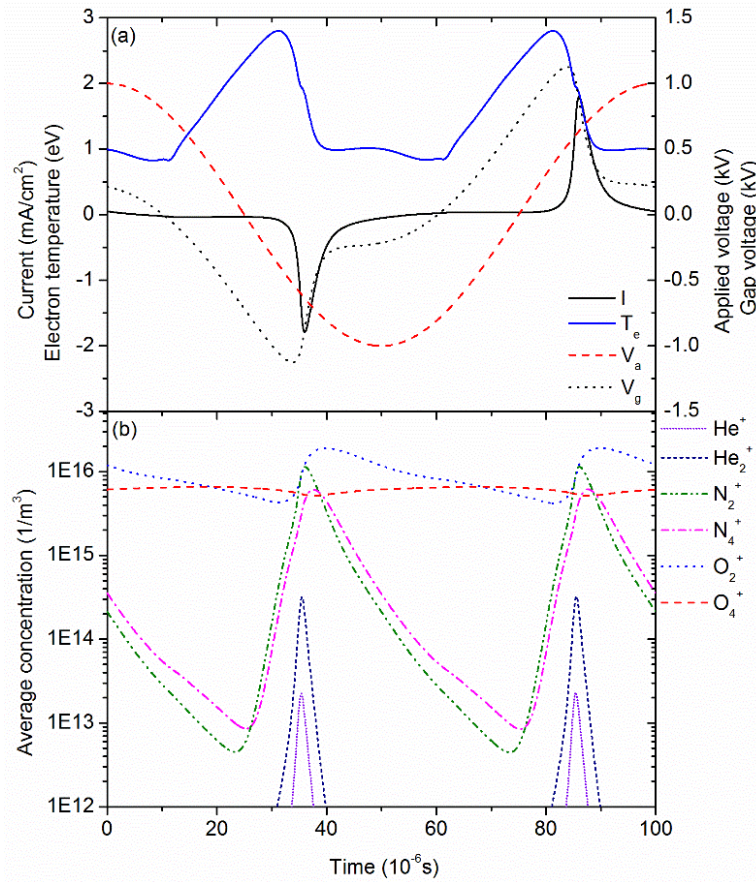 (a)
3
2
1
0
-1
-2
-3
Current (mA/cm²)
Electron temperature (eV)
1.5
1.0
0.5
0.0
-0.5
-1.0
-1.5
Applied voltage (kV)
Gap voltage (kV)
I
Tₑ
Vₐ
V_g
(b)
1E16
1E15
1E14
1E13
1E12
Average concentration (1/m³)
He⁺
He₂⁺
N₂⁺
N₄⁺
O₂⁺
O₄⁺
0 20 40 60 80 100
Time (10⁻⁶s)